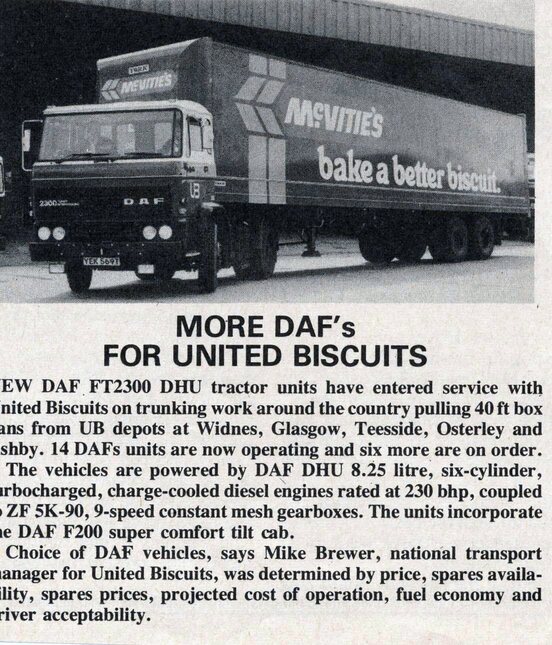 YORK
McVITIE'S
McVITIE'S
bake a better biscuit.
2300
DAF
UB
YEK 569T
MORE DAF's
FOR UNITED BISCUITS
EW DAF FT2300 DHU tractor units have entered service with
nited Biscuits on trunking work around the country pulling 40 ft box
ans from UB depots at Widnes, Glasgow, Teesside, Osterley and
shby. 14 DAFs units are now operating and six more are on order.
The vehicles are powered by DAF DHU 8.25 litre, six-cylinder,
urbocharged, charge-cooled diesel engines rated at 230 bhp, coupled
o ZF 5K-90, 9-speed constant mesh gearboxes. The units incorporate
he DAF F200 super comfort tilt cab.
Choice of DAF vehicles, says Mike Brewer, national transport
anager for United Biscuits, was determined by price, spares availa-
ility, spares prices, projected cost of operation, fuel economy and
river acceptability.